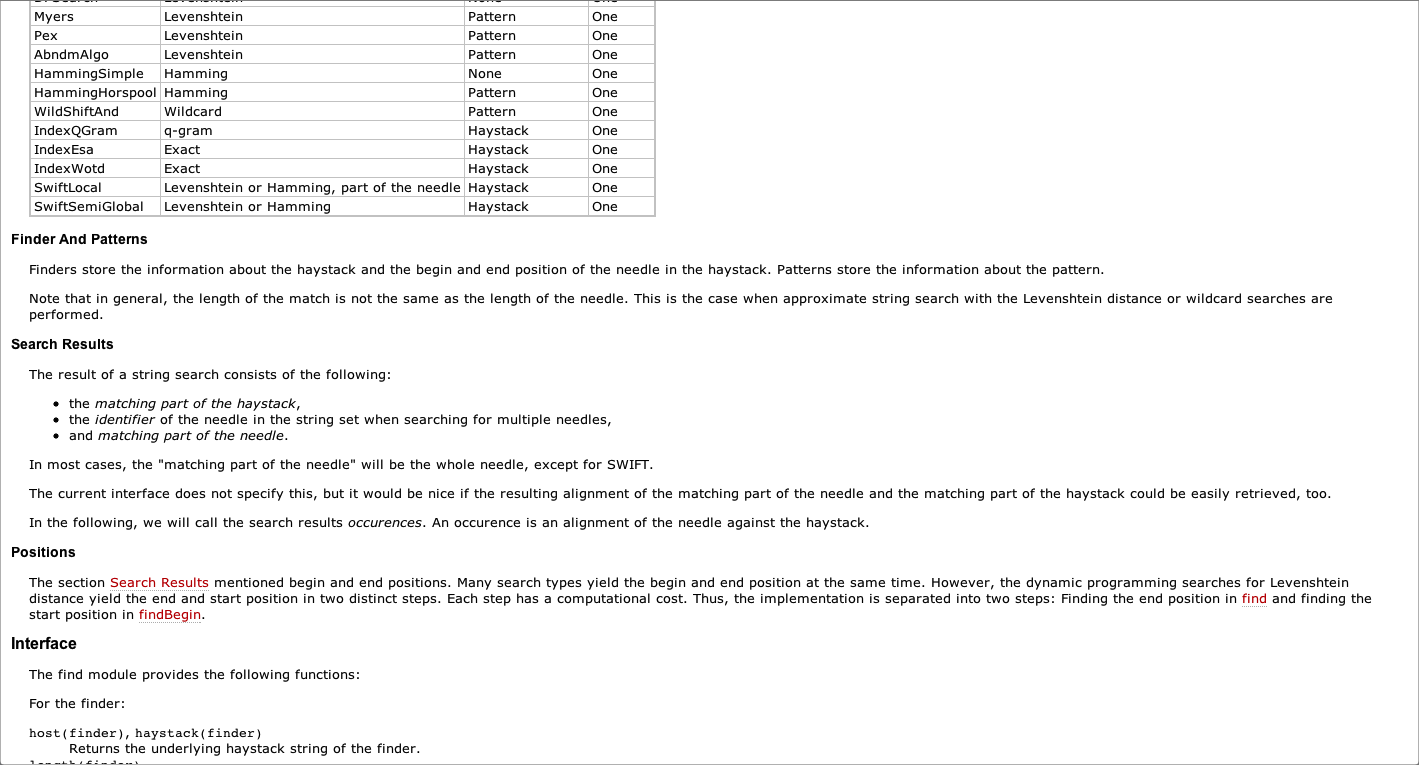 Myers Levenshtein Pattern One
Pex Levenshtein Pattern One
AbndmAlgo Levenshtein Pattern One
HammingSimple Hamming None One
HammingHorspool Hamming Pattern One
WildShiftAnd Wildcard Pattern One
IndexQGram q-gram Haystack One
IndexEsa Exact Haystack One
IndexWotd Exact Haystack One
SwiftLocal Levenshtein or Hamming, part of the needle Haystack One
SwiftSemiGlobal Levenshtein or Hamming Haystack One
Finder And Patterns
Finders store the information about the haystack and the begin and end position of the needle in the haystack. Patterns store the information about the pattern.
Note that in general, the length of the match is not the same as the length of the needle. This is the case when approximate string search with the Levenshtein distance or wildcard searches are
performed.
Search Results
The result of a string search consists of the following:
• the matching part of the haystack,
• the identifier of the needle in the string set when searching for multiple needles,
• and matching part of the needle.
In most cases, the "matching part of the needle" will be the whole needle, except for SWIFT.
The current interface does not specify this, but it would be nice if the resulting alignment of the matching part of the needle and the matching part of the haystack could be easily retrieved, too.
In the following, we will call the search results occurences. An occurence is an alignment of the needle against the haystack.
Positions
The section Search Results mentioned begin and end positions. Many search types yield the begin and end position at the same time. However, the dynamic programming searches for Levenshtein
distance yield the end and start position in two distinct steps. Each step has a computational cost. Thus, the implementation is separated into two steps: Finding the end position in find and finding the
start position in findBegin.
Interface
The find module provides the following functions:
For the finder:
host(finder), haystack(finder)
Returns the underlying haystack string of the finder.